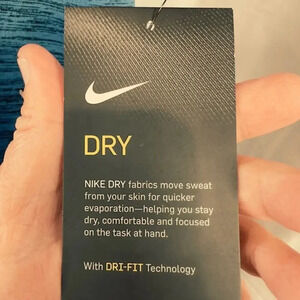 DRY
NIKE DRY fabrics move sweat
from your skin for quicker
evaporation—helping you stay
dry, comfortable and focused
on the task at hand.
With DRI-FIT Technology